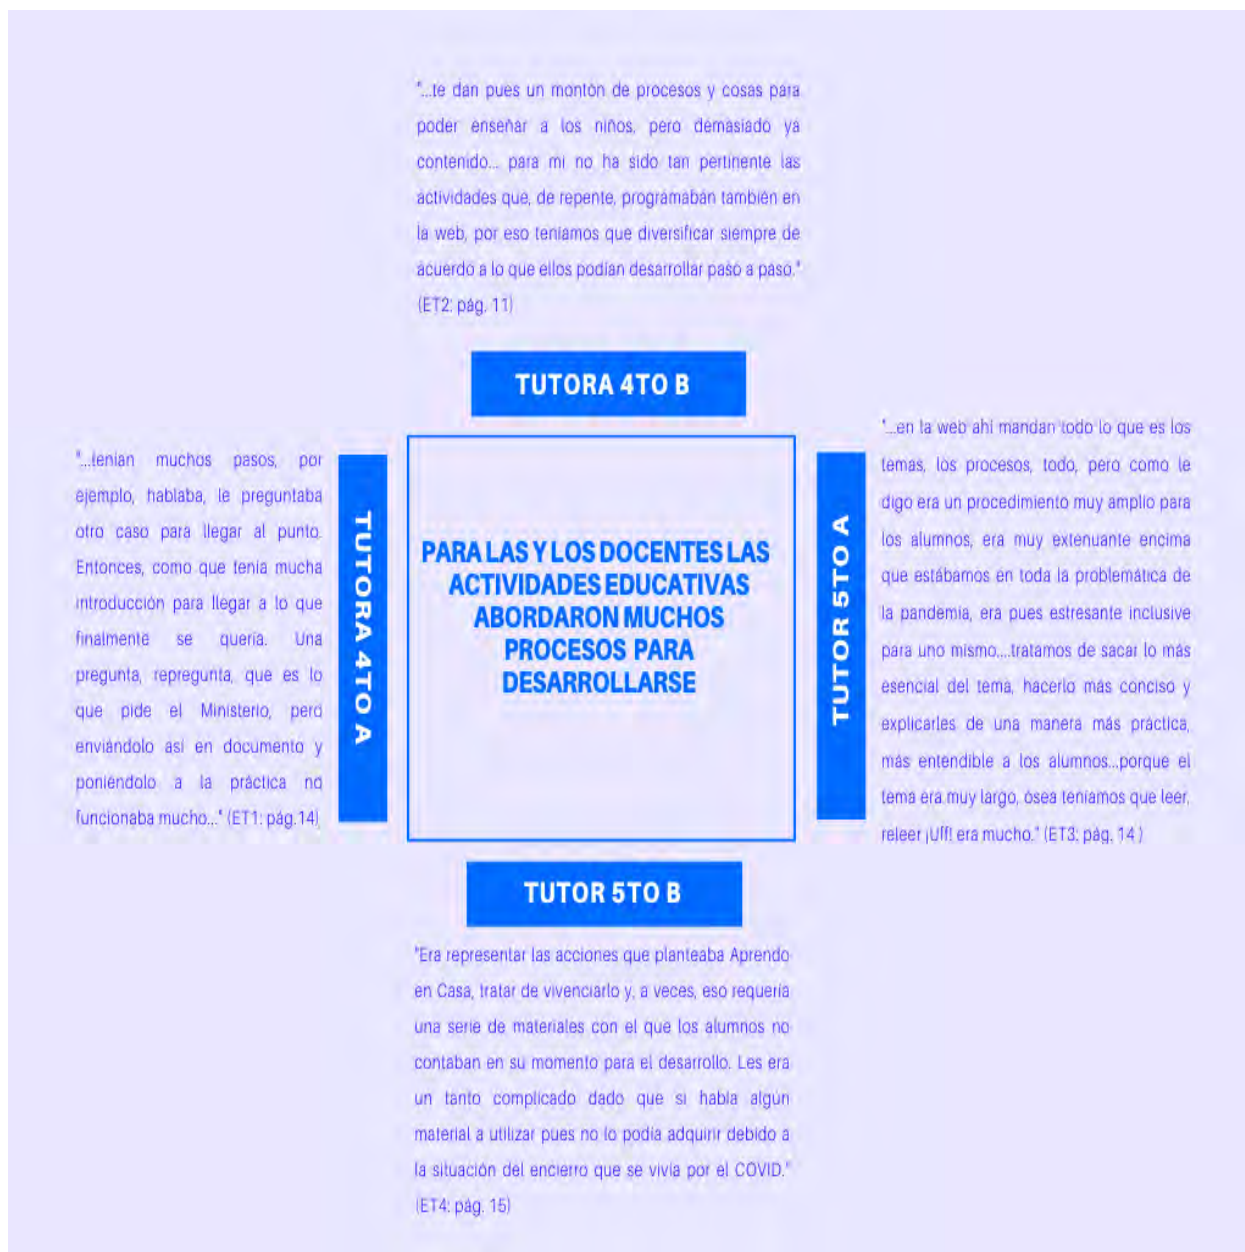 "...te dan pues un montón de procesos y cosas para
poder enseñar a los niños, pero demasiado ya
contenido... para mi no ha sido tan pertinente las
actividades que, de repente, programaban también en
la web, por eso teníamos que diversificar siempre de
acuerdo a lo que ellos podían desarrollar paso a paso."
(ET2: pág. 11)
TUTORA 4TO B
"...tenían muchos pasos, por
ejemplo, hablaba, le preguntaba
otro caso para llegar al punto.
Entonces, como que tenía mucha
introducción para llegar a lo que
finalmente se quería. Una
pregunta, repregunta, que es lo
que pide el Ministerio, pero
enviándolo así en documento y
poniéndolo a la práctica no
funcionaba mucho..." (ET1: pág.14)
TUTORA 4TO A
PARA LAS Y LOS DOCENTES LAS
ACTIVIDADES EDUCATIVAS
ABORDARON MUCHOS
PROCESOS PARA
DESARROLLARSE
TUTOR 5TO A
"...en la web ahí mandan todo lo que es los
temas, los procesos, todo, pero como le
digo era un procedimiento muy amplio para
los alumnos, era muy extenuante encima
que estábamos en toda la problemática de
la pandemia, era pues estresante inclusive
para uno mismo....tratamos de sacar lo más
esencial del tema, hacerlo más conciso y
explicarles de una manera más práctica,
más entendible a los alumnos...porque el
tema era muy largo, ósea teníamos que leer,
releer ¡Uff! era mucho." (ET3: pág. 14 )
TUTOR 5TO B
"Era representar las acciones que planteaba Aprendo
en Casa, tratar de vivenciarlo y, a veces, eso requería
una serie de materiales con el que los alumnos no
contaban en su momento para el desarrollo. Les era
un tanto complicado dado que si había algún
material a utilizar pues no lo podía adquirir debido a
la situación del encierro que se vivía por el COVID."
(ET4: pág. 15)